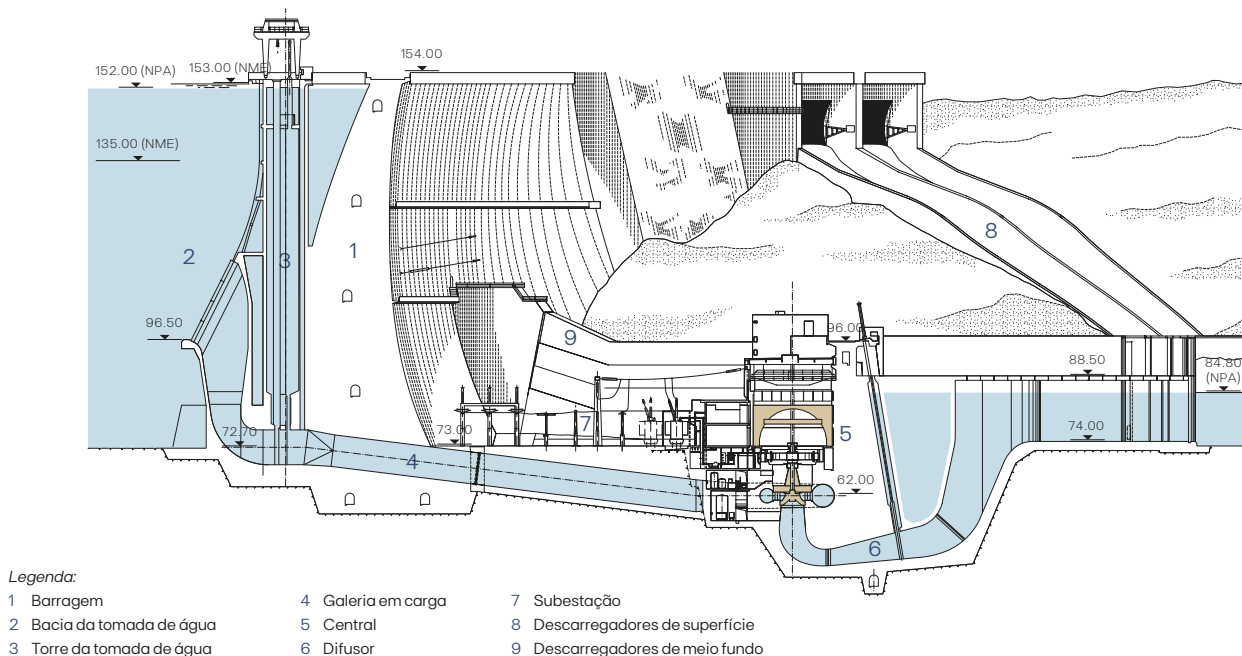 154.00
152.00 (NPA)
153.00 (NME)
135.00 (NME)
2
3
1
8
96.50
9
96.00
88.50
84.80
(NPA)
7
5
72.70
73.00
74.00
4
62.00
6
Legenda:
1 Barragem
2 Bacia da tomada de água
3 Torre da tomada de água
4 Galeria em carga
5 Central
6 Difusor
7 Subestação
8 Descarregadores de superfície
9 Descarregadores de meio fundo